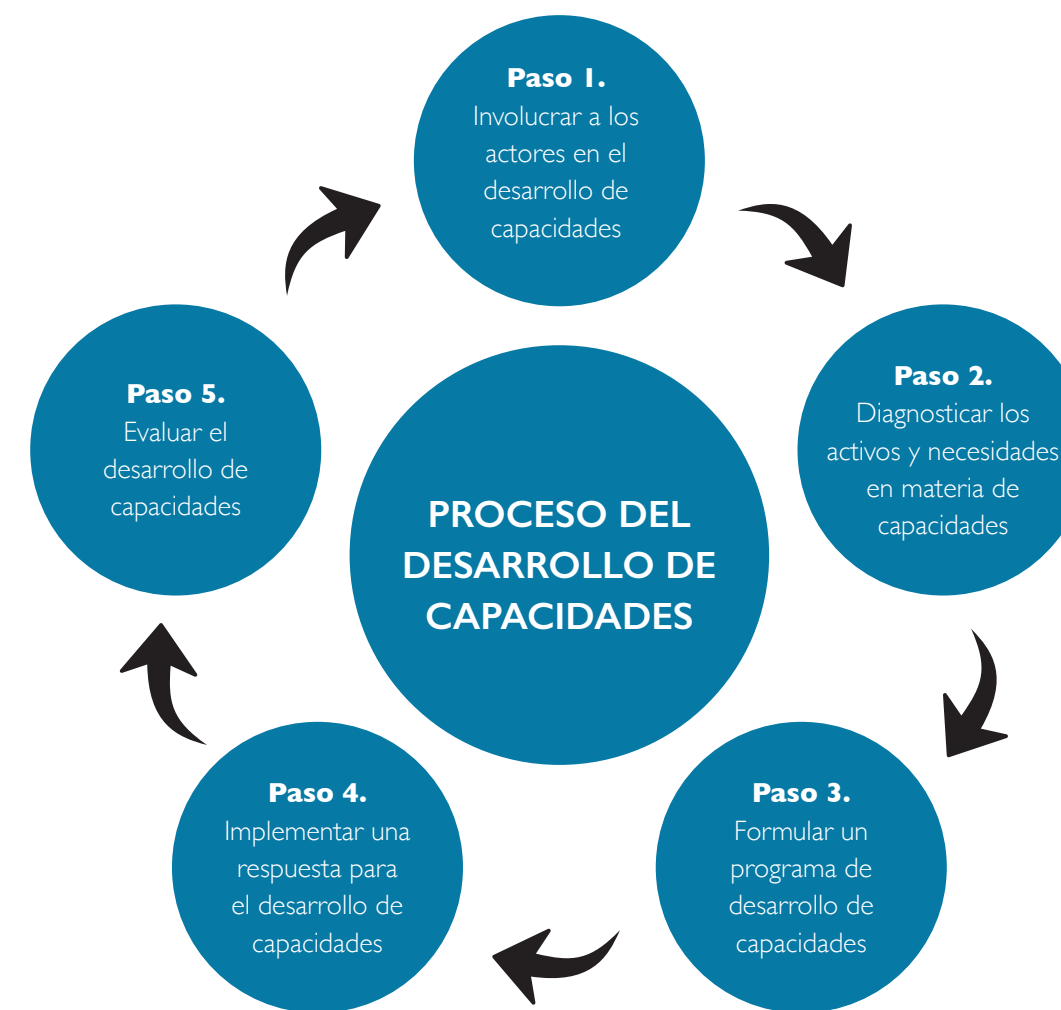 Paso 1.
Involucrar a los
actores en el
desarrollo de
capacidades
Paso 2.
Diagnosticar los
activos y necesidades
en materia de
capacidades
Paso 3.
Formular un
programa de
desarrollo de
capacidades
Paso 4.
Implementar una
respuesta para
el desarrollo de
capacidades
Paso 5.
Evaluar el
desarrollo de
capacidades
PROCESO DEL
DESARROLLO DE
CAPACIDADES